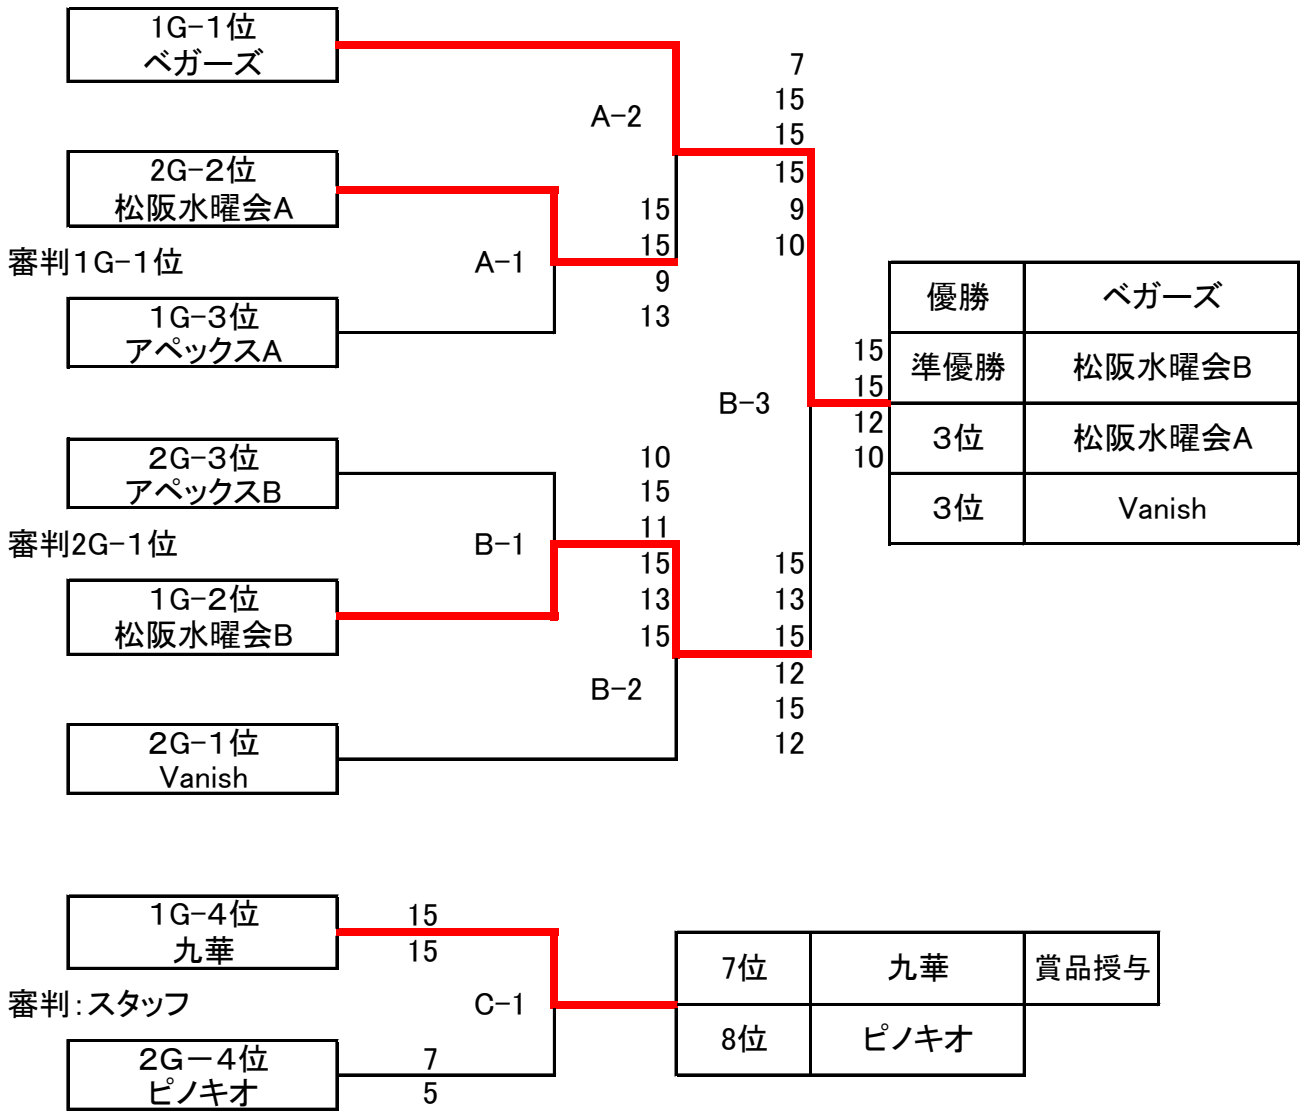 1G-1位
ベガーズ
7
15
15
A-2
2G-2位
松阪水曜会A
15
9
10
15
15
9
13
審判1G-1位
A-1
1G-3位
アペックスA
優勝 ベガーズ
準優勝 松阪水曜会B
3位 松阪水曜会A
3位 Vanish
15
15
12
10
B-3
2G-3位
アペックスB
10
15
11
15
13
15
審判2G-1位
B-1
1G-2位
松阪水曜会B
15
13
15
12
15
12
B-2
2G-1位
Vanish
1G-4位
九華
15
15
7位 九華 賞品授与
審判:スタッフ
C-1
8位 ピノキオ
2G-4位
ピノキオ
7
5